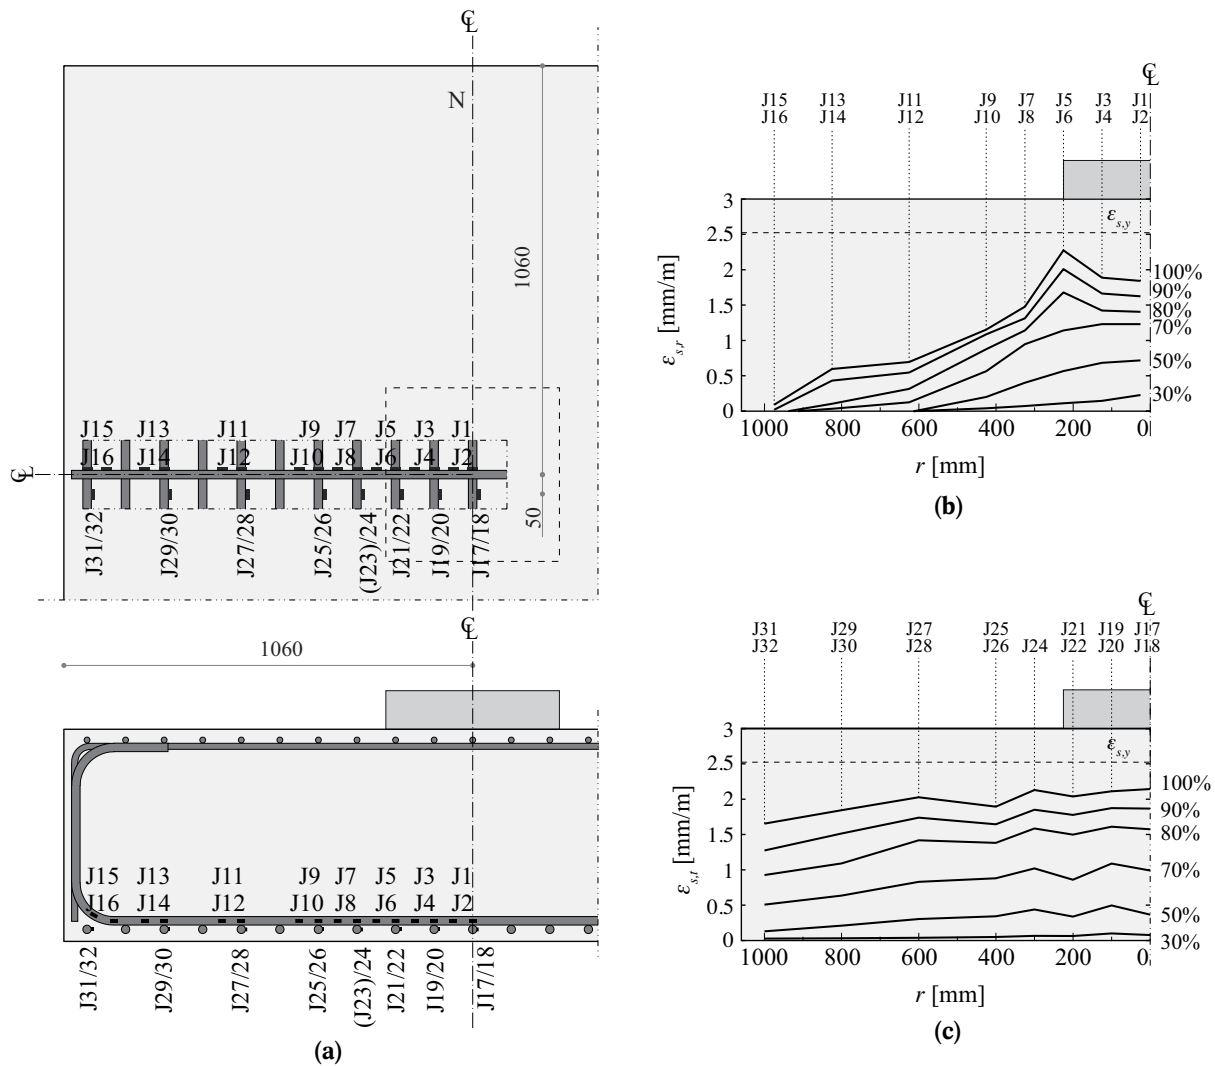 ℄
N
1060
J15 J13 J11 J9 J7 J5 J3 J1
J16 J14 J12 J10 J8 J6 J4 J2
℄
50
J31/32 J29/30 J27/28 J25/26 (J23)/24 J21/22 J19/20 J17/18
℄
1060
J15 J13 J11 J9 J7 J5 J3 J1
J16 J14 J12 J10 J8 J6 J4 J2
J31/32 J29/30 J27/28 J25/26 (J23)/24 J21/22 J19/20 J17/18
(a)
℄
J15 J13 J11 J9 J7 J5 J3 J1
J16 J14 J12 J10 J8 J6 J4 J2
3
ε_{s,y}
2.5
2
1.5
1
0.5
0
ε_{s,r} [mm/m]
100%
90%
80%
70%
50%
30%
1000 800 600 400 200 0
r [mm]
(b)
℄
J31 J29 J27 J25 J21 J19 J17
J32 J30 J28 J26 J24 J22 J20 J18
3
ε_{s,y}
2.5
2
1.5
1
0.5
0
ε_{s,t} [mm/m]
100%
90%
80%
70%
50%
30%
1000 800 600 400 200 0
r [mm]
(c)